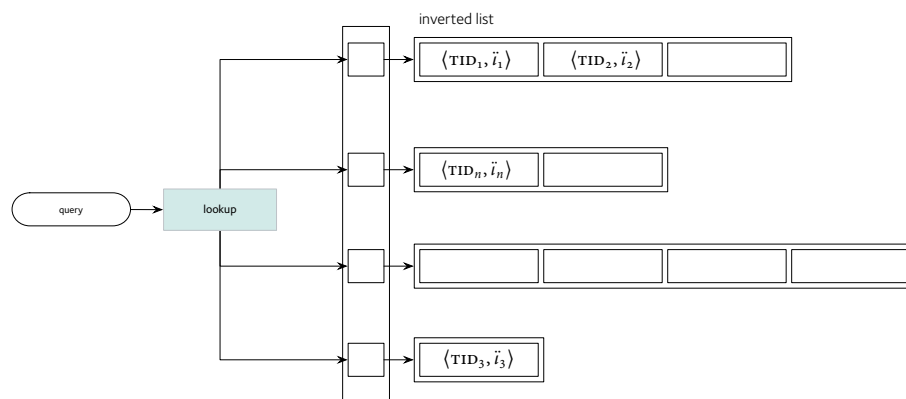 inverted list
⟨TID₁, ï₁⟩ ⟨TID₂, ï₂⟩
⟨TIDₙ, ïₙ⟩
query
lookup
⟨TID₃, ï₃⟩